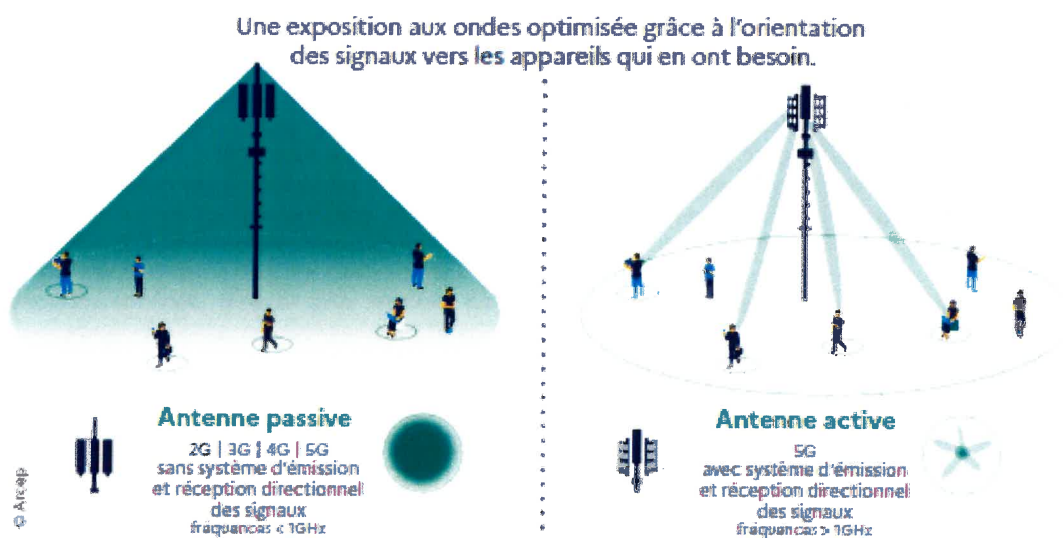 Une exposition aux ondes optimisée grâce à l'orientation
des signaux vers les appareils qui en ont besoin.
Antenne passive
2G | 3G | 4G | 5G
sans système d'émission
et réception directionnel
des signaux
fréquences < 1GHz
Antenne active
5G
avec système d'émission
et réception directionnel
des signaux
fréquences > 1GHz
© Arcep